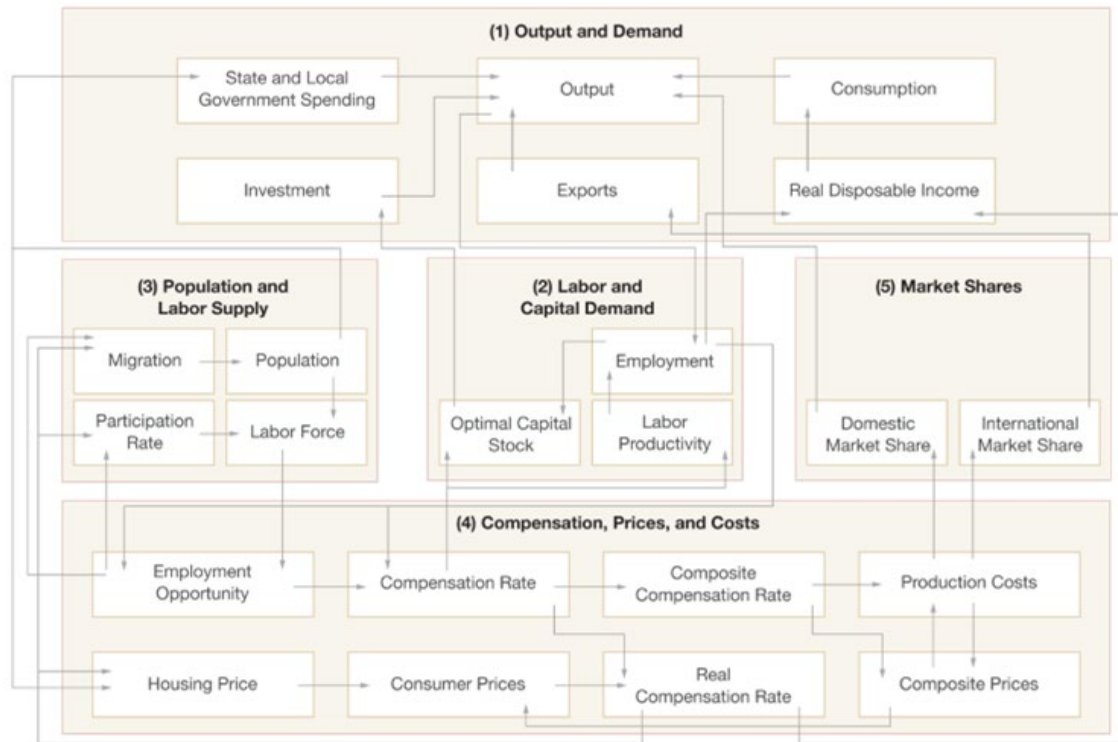 (1) Output and Demand
State and Local
Government Spending
Output
Consumption
Investment
Exports
Real Disposable Income
(3) Population and
Labor Supply
Migration
Population
Participation
Rate
Labor Force
(2) Labor and
Capital Demand
Employment
Optimal Capital
Stock
Labor
Productivity
(5) Market Shares
Domestic
Market Share
International
Market Share
(4) Compensation, Prices, and Costs
Employment
Opportunity
Compensation Rate
Composite
Compensation Rate
Production Costs
Housing Price
Consumer Prices
Real
Compensation Rate
Composite Prices